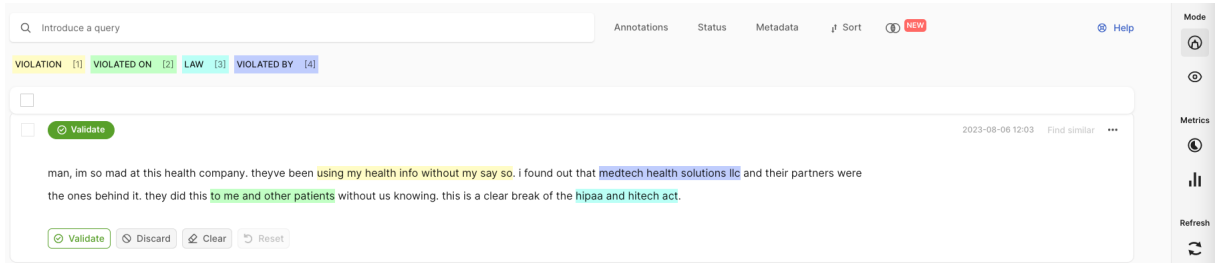 Introduce a query Annotations Status Metadata Sort NEW Help Mode
VIOLATION [1] VIOLATED ON [2] LAW [3] VIOLATED BY [4]
Metrics
Validate 2023-08-06 12:03 Find similar •••
man, im so mad at this health company. theyve been using my health info without my say so. i found out that medtech health solutions llc and their partners were
the ones behind it. they did this to me and other patients without us knowing. this is a clear break of the hipaa and hitech act.
Validate Discard Clear Reset
Refresh